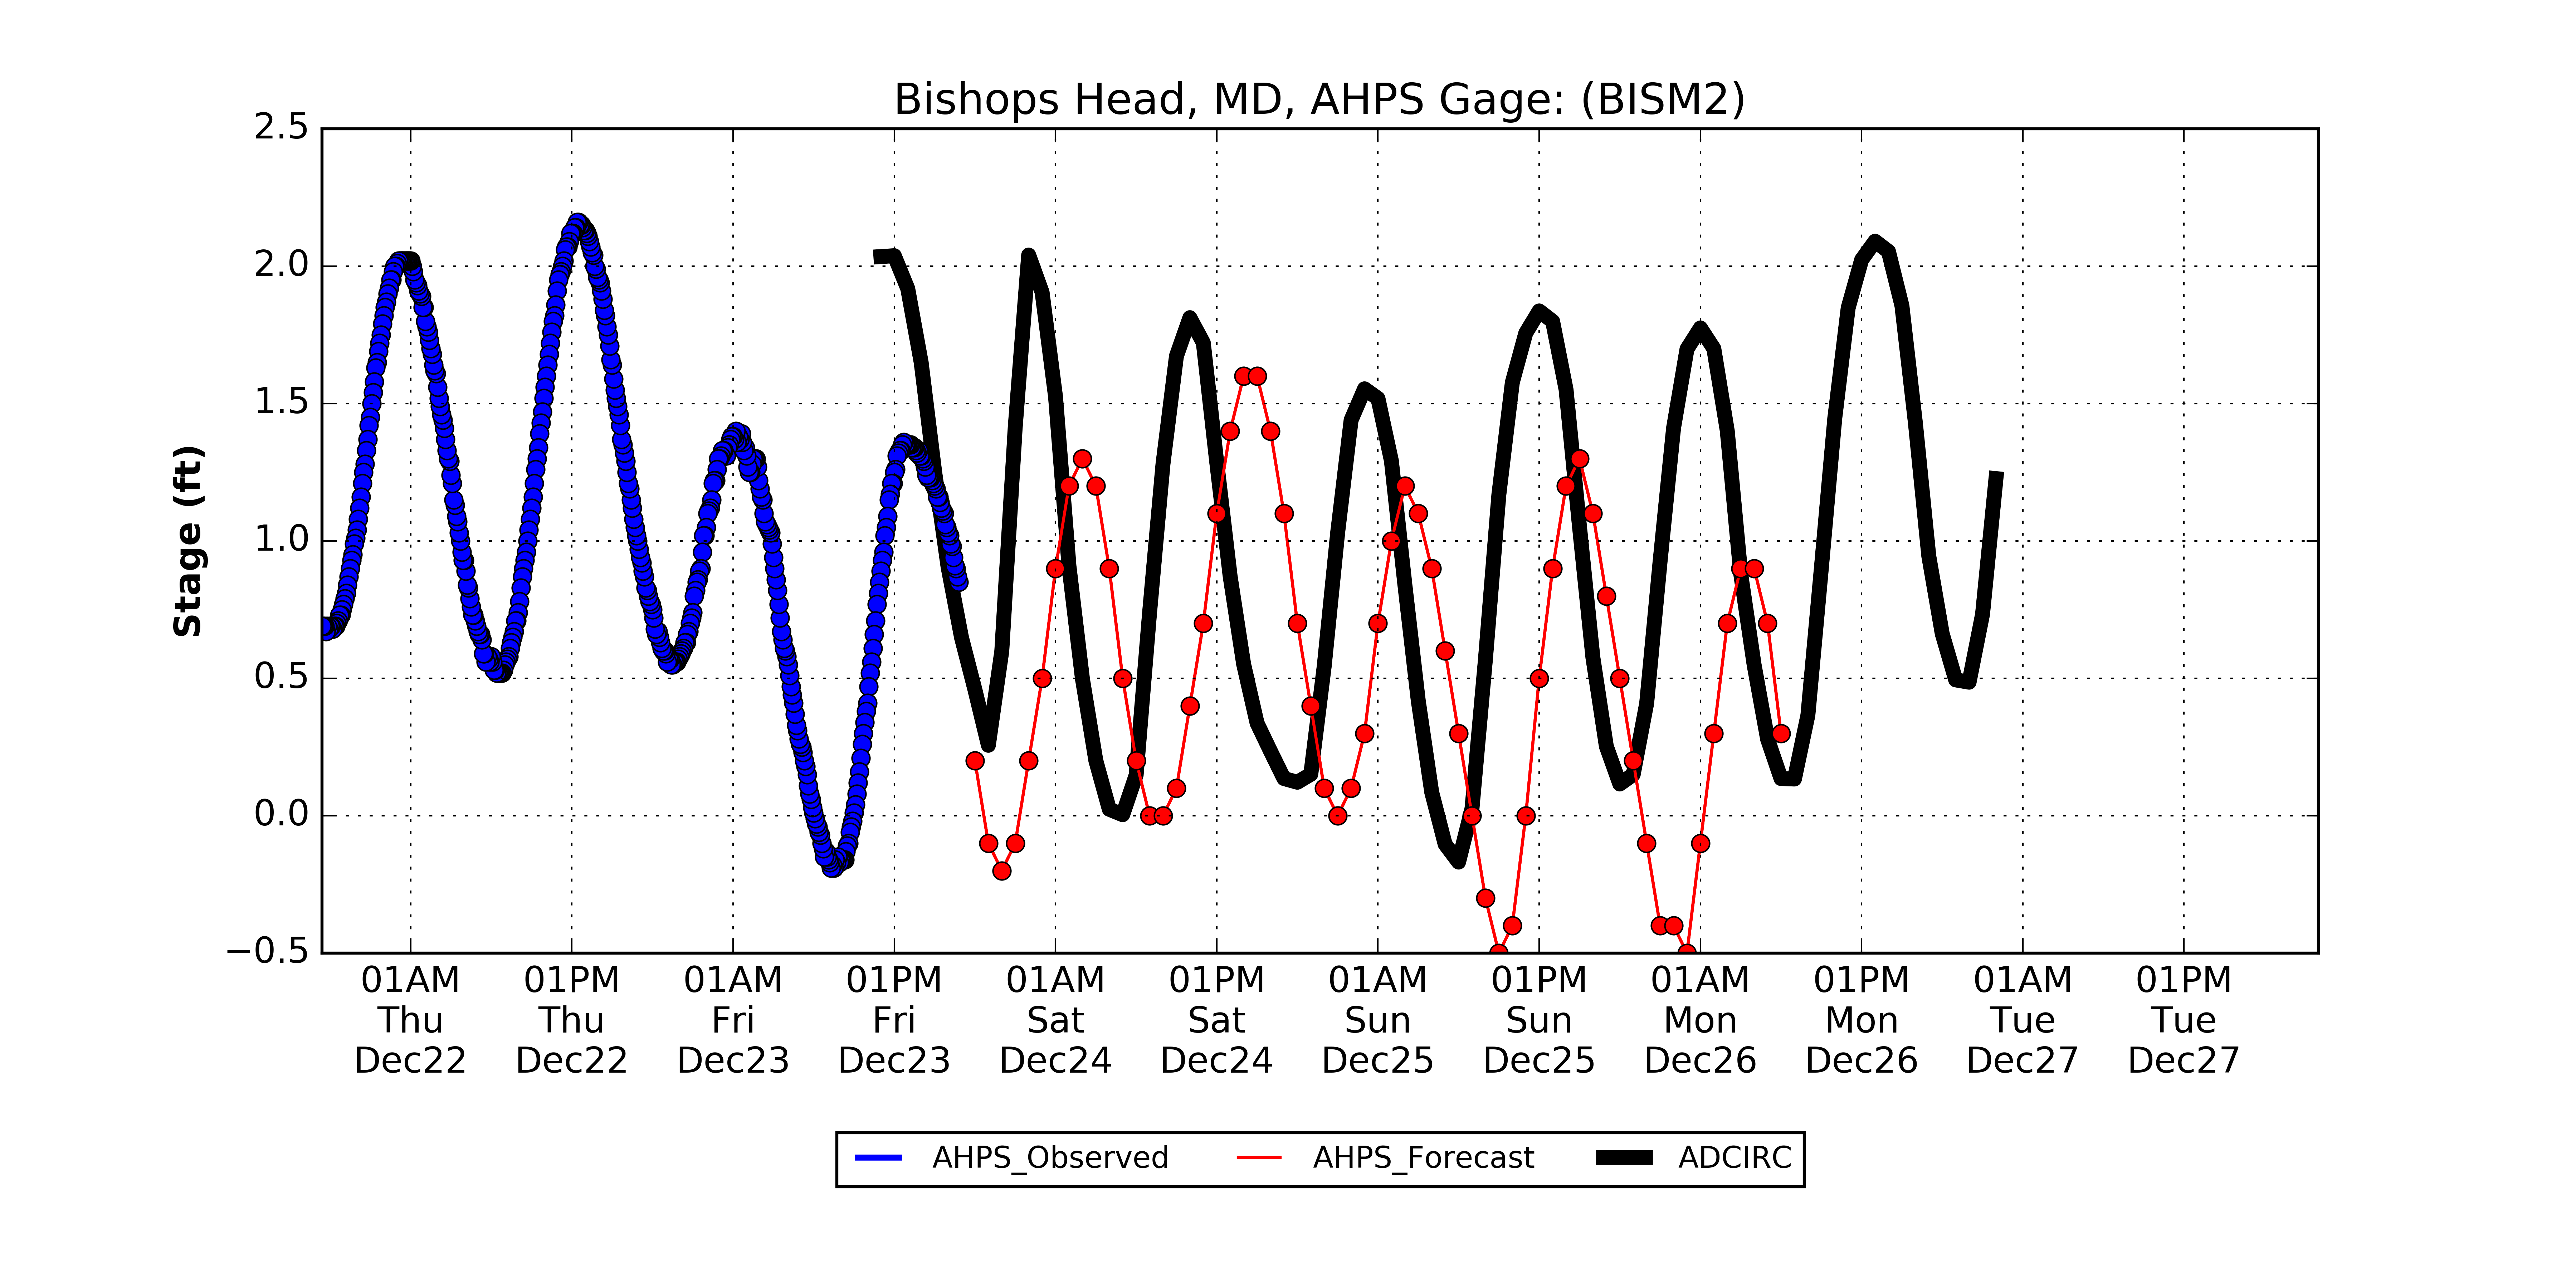 Bishops Head, MD, AHPS Gage: (BISM2)
Stage (ft)
2.5
2.0
1.5
1.0
0.5
0.0
−0.5
01AM 01PM 01AM 01PM 01AM 01PM 01AM 01PM 01AM 01PM 01AM 01PM
Thu Thu Fri Fri Sat Sat Sun Sun Mon Mon Tue Tue
Dec22 Dec22 Dec23 Dec23 Dec24 Dec24 Dec25 Dec25 Dec26 Dec26 Dec27 Dec27
AHPS_Observed AHPS_Forecast ADCIRC